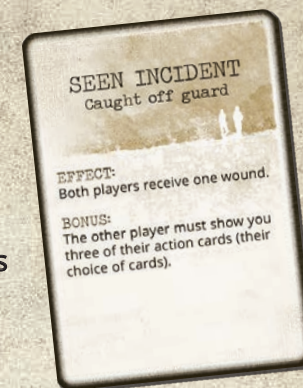 SEEN INCIDENT
Caught off guard
EFFECT:
Both players receive one wound.
BONUS:
The other player must show you
three of their action cards (their
choice of cards).
s